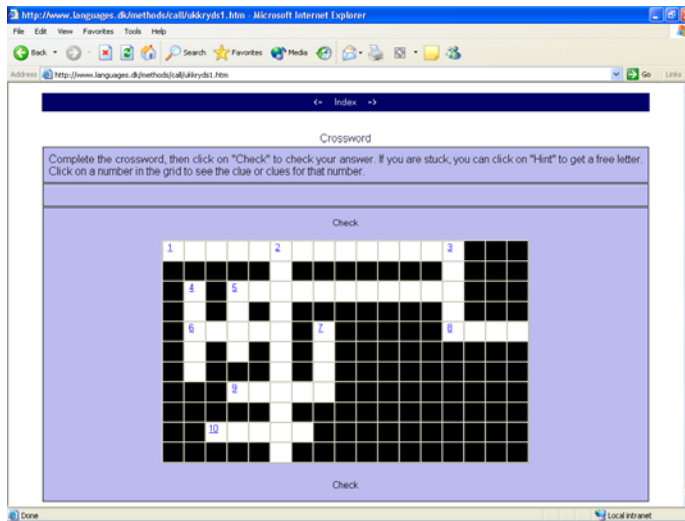 http://www.languages.dk/methods/call/ukkryds1.htm - Microsoft Internet Explorer
File Edit View Favorites Tools Help
Back Search Favorites Media
Address http://www.languages.dk/methods/call/ukkryds1.htm Go Links
<= Index =>
Crossword
Complete the crossword, then click on "Check" to check your answer. If you are stuck, you can click on "Hint" to get a free letter.
Click on a number in the grid to see the clue or clues for that number.
Check
1 2 3
4 5
6 7 8
9
10
Check
Done Local intranet